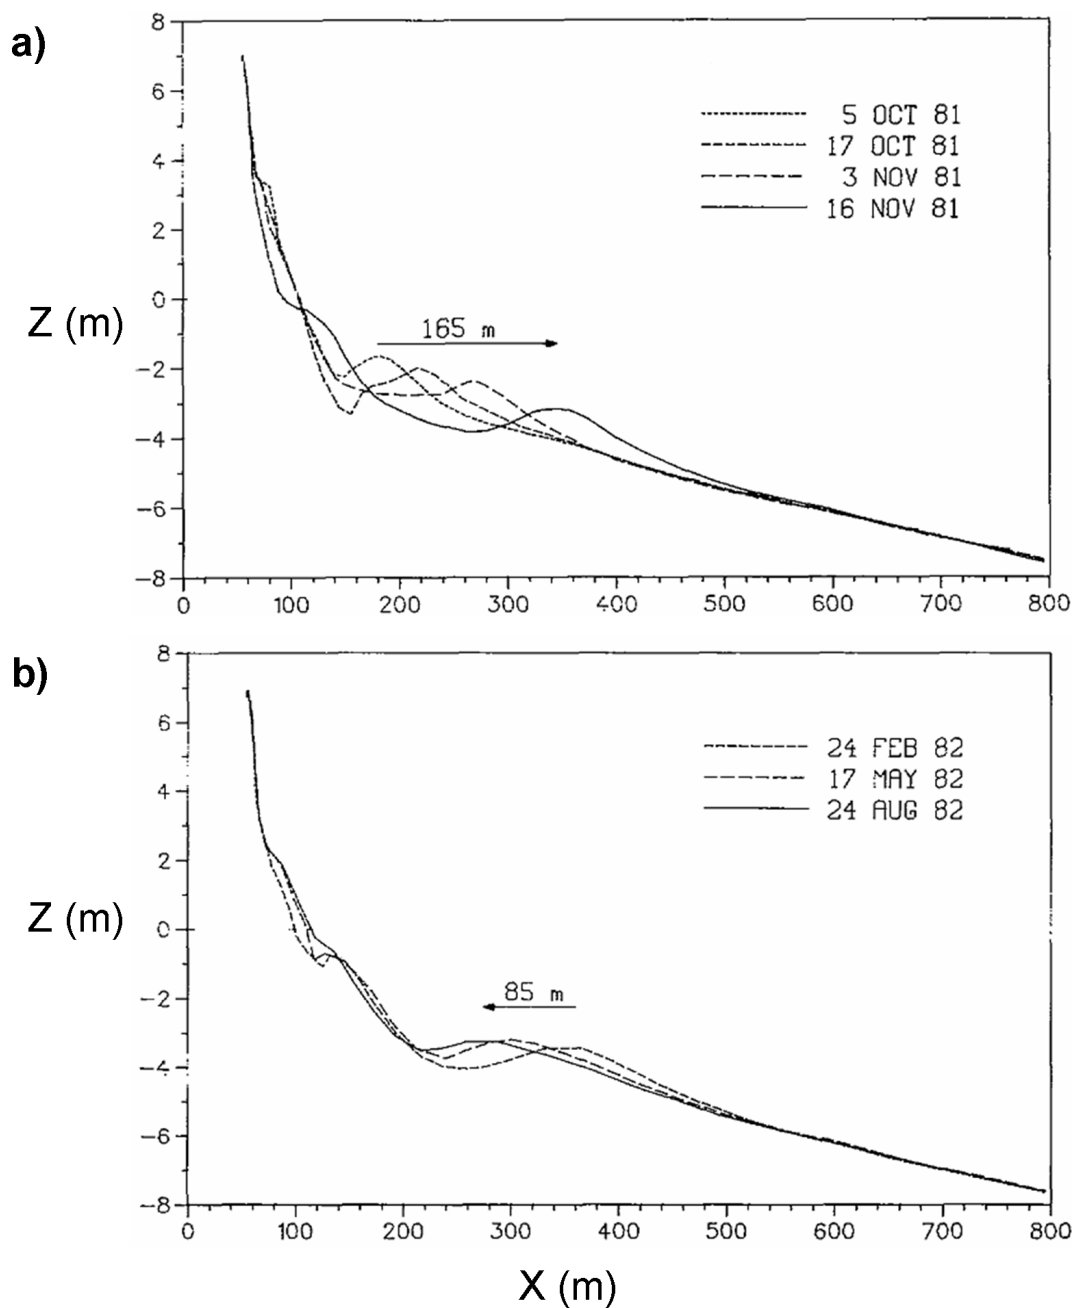 a)
8
6
4
2
0
-2
-4
-6
-8
Z (m)
5 OCT 81
17 OCT 81
3 NOV 81
16 NOV 81
165 m
0 100 200 300 400 500 600 700 800
b)
8
6
4
2
0
-2
-4
-6
-8
Z (m)
24 FEB 82
17 MAY 82
24 AUG 82
85 m
0 100 200 300 400 500 600 700 800
X (m)